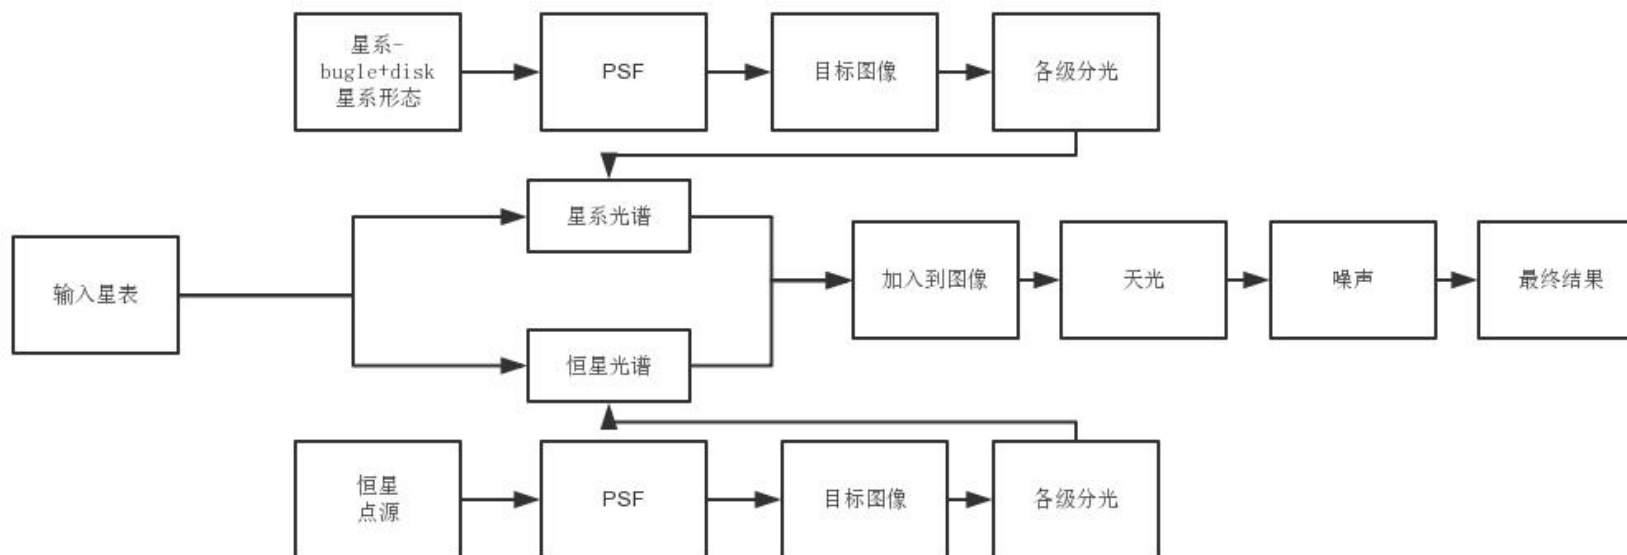 星系-
bugle+disk
星系形态
PSF
目标图像
各级分光
星系光谱
输入星表
加入到图像
天光
噪声
最终结果
恒星光谱
恒星
点源
PSF
目标图像
各级分光